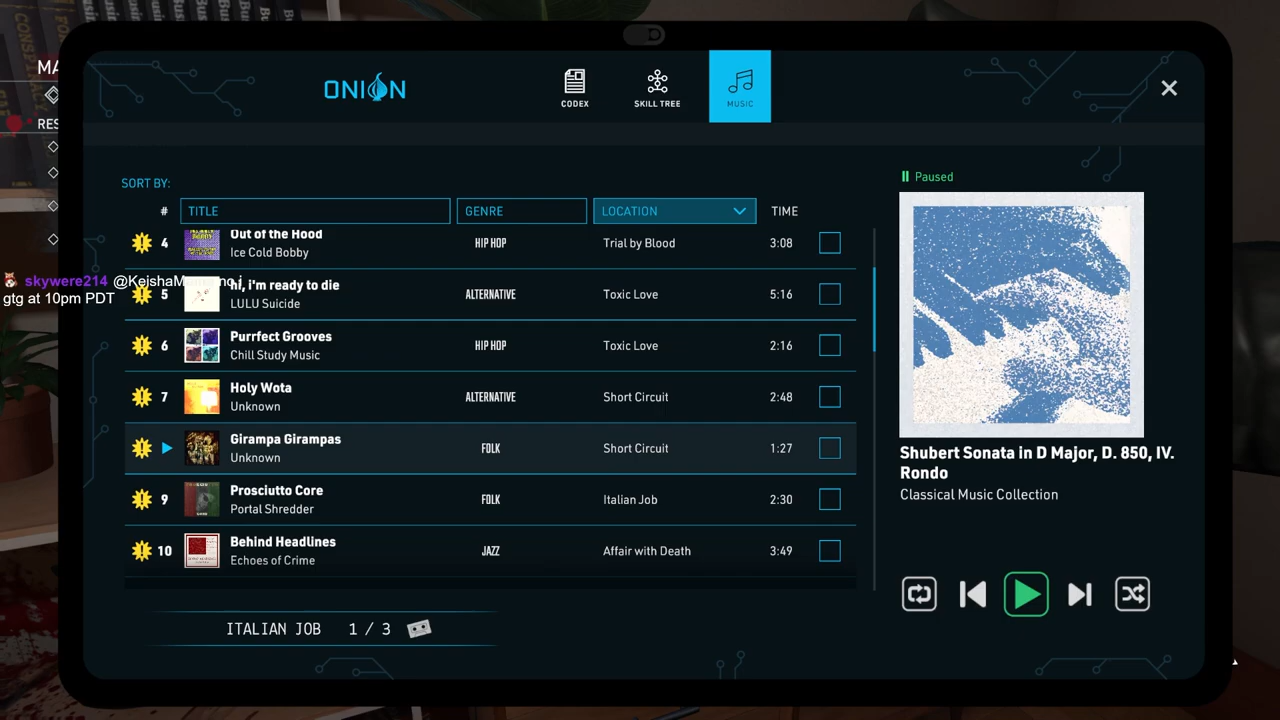 MA
RES
ONION
CODEX
SKILL TREE
MUSIC
SORT BY:
# TITLE GENRE LOCATION TIME
4 Out of the Hood HIP HOP Trial by Blood 3:08
Ice Cold Bobby
skywere214 @KeishaMa
gtg at 10pm PDT
5 hi, i'm ready to die ALTERNATIVE Toxic Love 5:16
LULU Suicide
6 Purrfect Grooves HIP HOP Toxic Love 2:16
Chill Study Music
7 Holy Wota ALTERNATIVE Short Circuit 2:48
Unknown
Girampa Girampas FOLK Short Circuit 1:27
Unknown
9 Prosciutto Core FOLK Italian Job 2:30
Portal Shredder
10 Behind Headlines JAZZ Affair with Death 3:49
Echoes of Crime
ITALIAN JOB 1 / 3
Paused
Shubert Sonata in D Major, D. 850, IV.
Rondo
Classical Music Collection